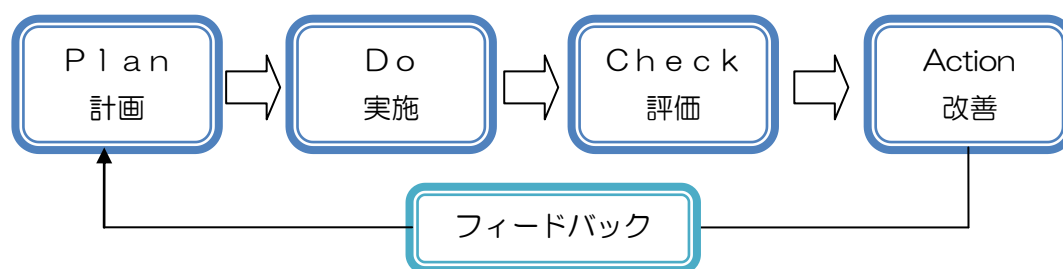 Ｐｌａｎ
計画
Ｄｏ
実施
Ｃｈｅｃｋ
評価
Action
改善
フィードバック